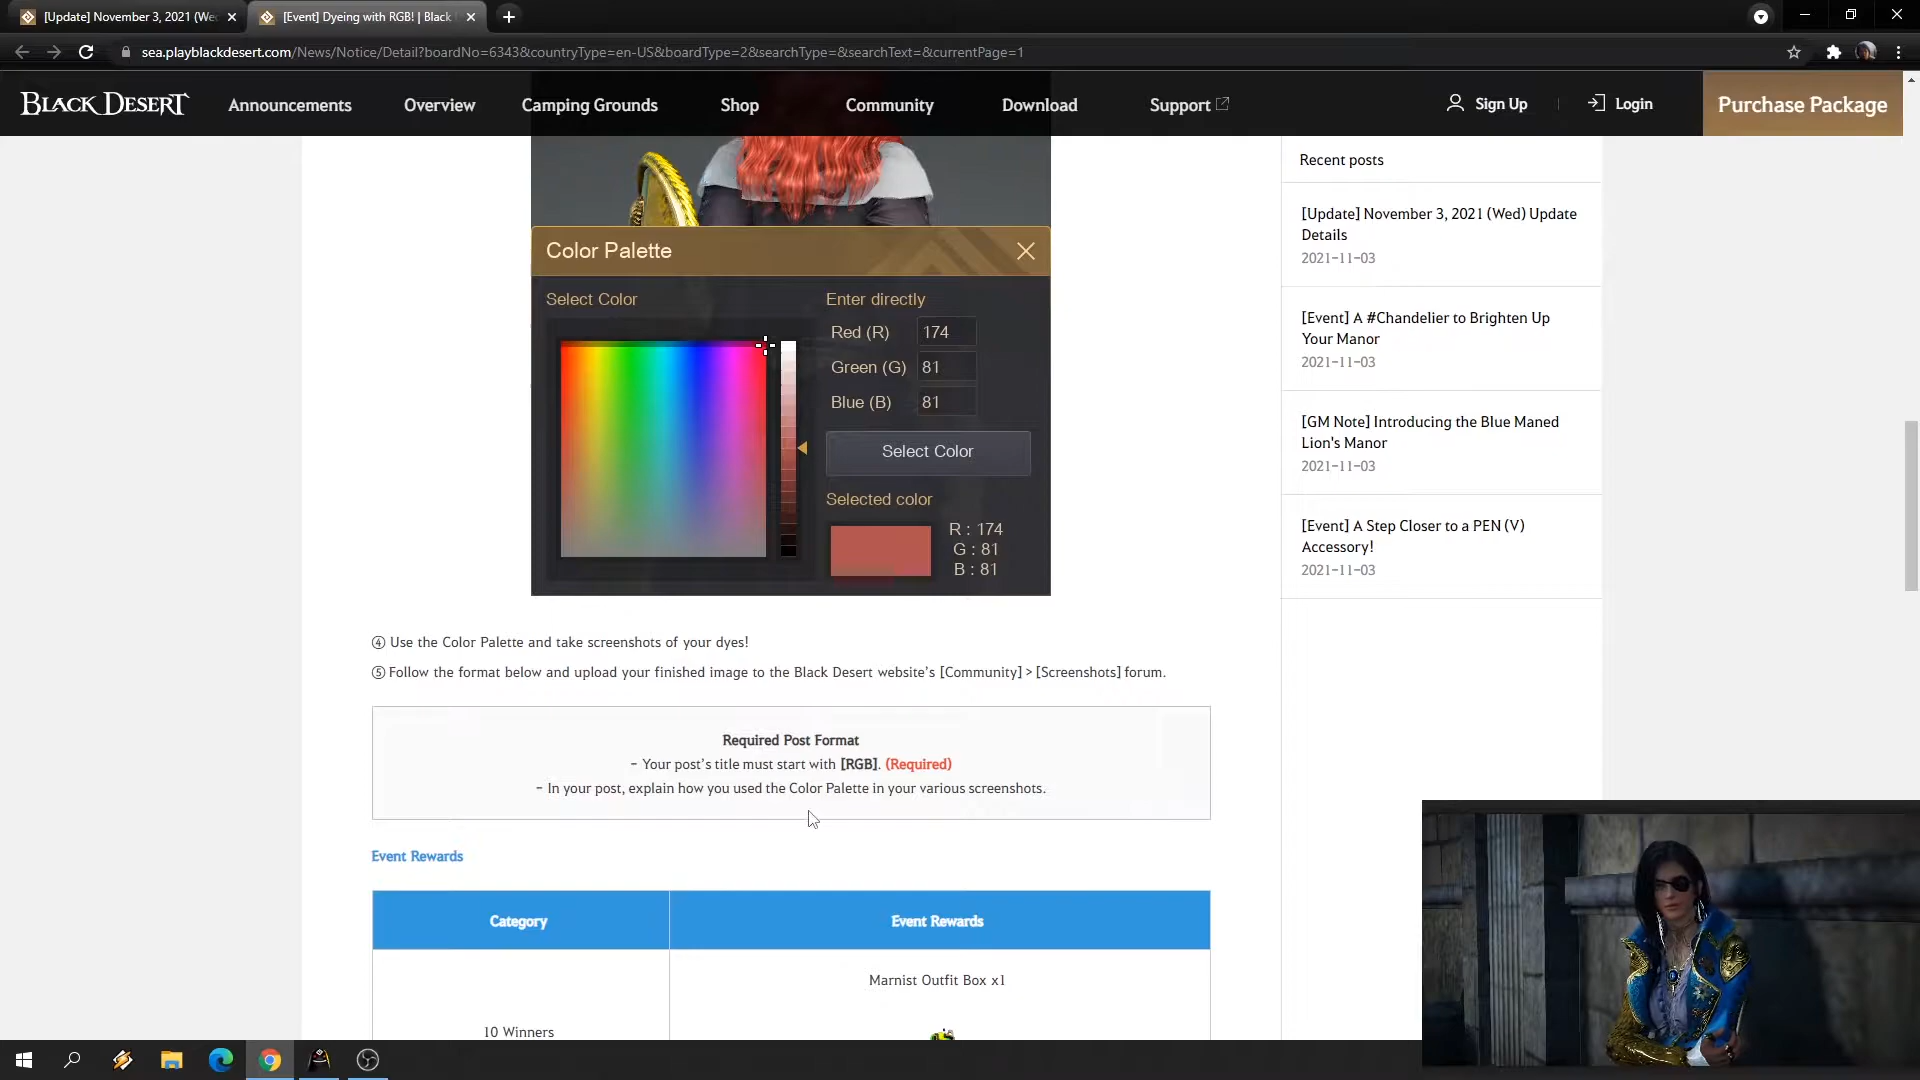 [Update] November 3, 2021 (We
[Event] Dyeing with RGB! | Black
sea.playblackdesert.com/News/Notice/Detail?boardNo=6343&countryType=en-US&boardType=2&searchType=&searchText=&currentPage=1
BLACK DESERT
Announcements
Overview
Camping Grounds
Shop
Community
Download
Support
Sign Up
Login
Purchase Package
Color Palette
Select Color
Enter directly
Red (R) 174
Green (G) 81
Blue (B) 81
Select Color
Selected color
R : 174
G : 81
B : 81
④ Use the Color Palette and take screenshots of your dyes!
⑤ Follow the format below and upload your finished image to the Black Desert website’s [Community] > [Screenshots] forum.
Required Post Format
- Your post’s title must start with [RGB]. (Required)
- In your post, explain how you used the Color Palette in your various screenshots.
Event Rewards
Category
Event Rewards
10 Winners
Marnist Outfit Box x1
Recent posts
[Update] November 3, 2021 (Wed) Update
Details
2021-11-03
[Event] A #Chandelier to Brighten Up
Your Manor
2021-11-03
[GM Note] Introducing the Blue Maned
Lion's Manor
2021-11-03
[Event] A Step Closer to a PEN (V)
Accessory!
2021-11-03